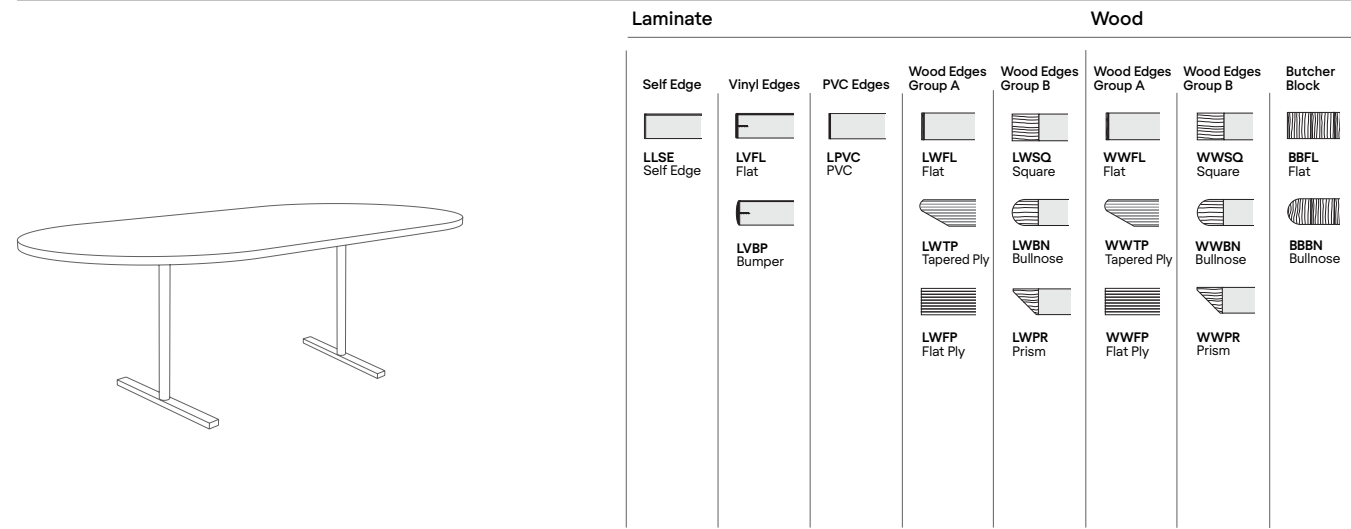 Laminate
Wood
Self Edge
Vinyl Edges
PVC Edges
Wood Edges
Group A
Wood Edges
Group B
Wood Edges
Group A
Wood Edges
Group B
Butcher
Block
LLSE
Self Edge
LVFL
Flat
LPVC
PVC
LWFL
Flat
LWSQ
Square
WWFL
Flat
WWSQ
Square
BBFL
Flat
LVBP
Bumper
LWTP
Tapered Ply
LWBN
Bullnose
WWTP
Tapered Ply
WWBN
Bullnose
BBBN
Bullnose
LWFP
Flat Ply
LWPR
Prism
WWFP
Flat Ply
WWPR
Prism